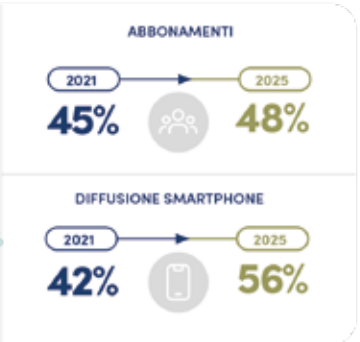 ABBONAMENTI
2021 2025
45% 48%
DIFFUSIONE SMARTPHONE
2021 2025
42% 56%